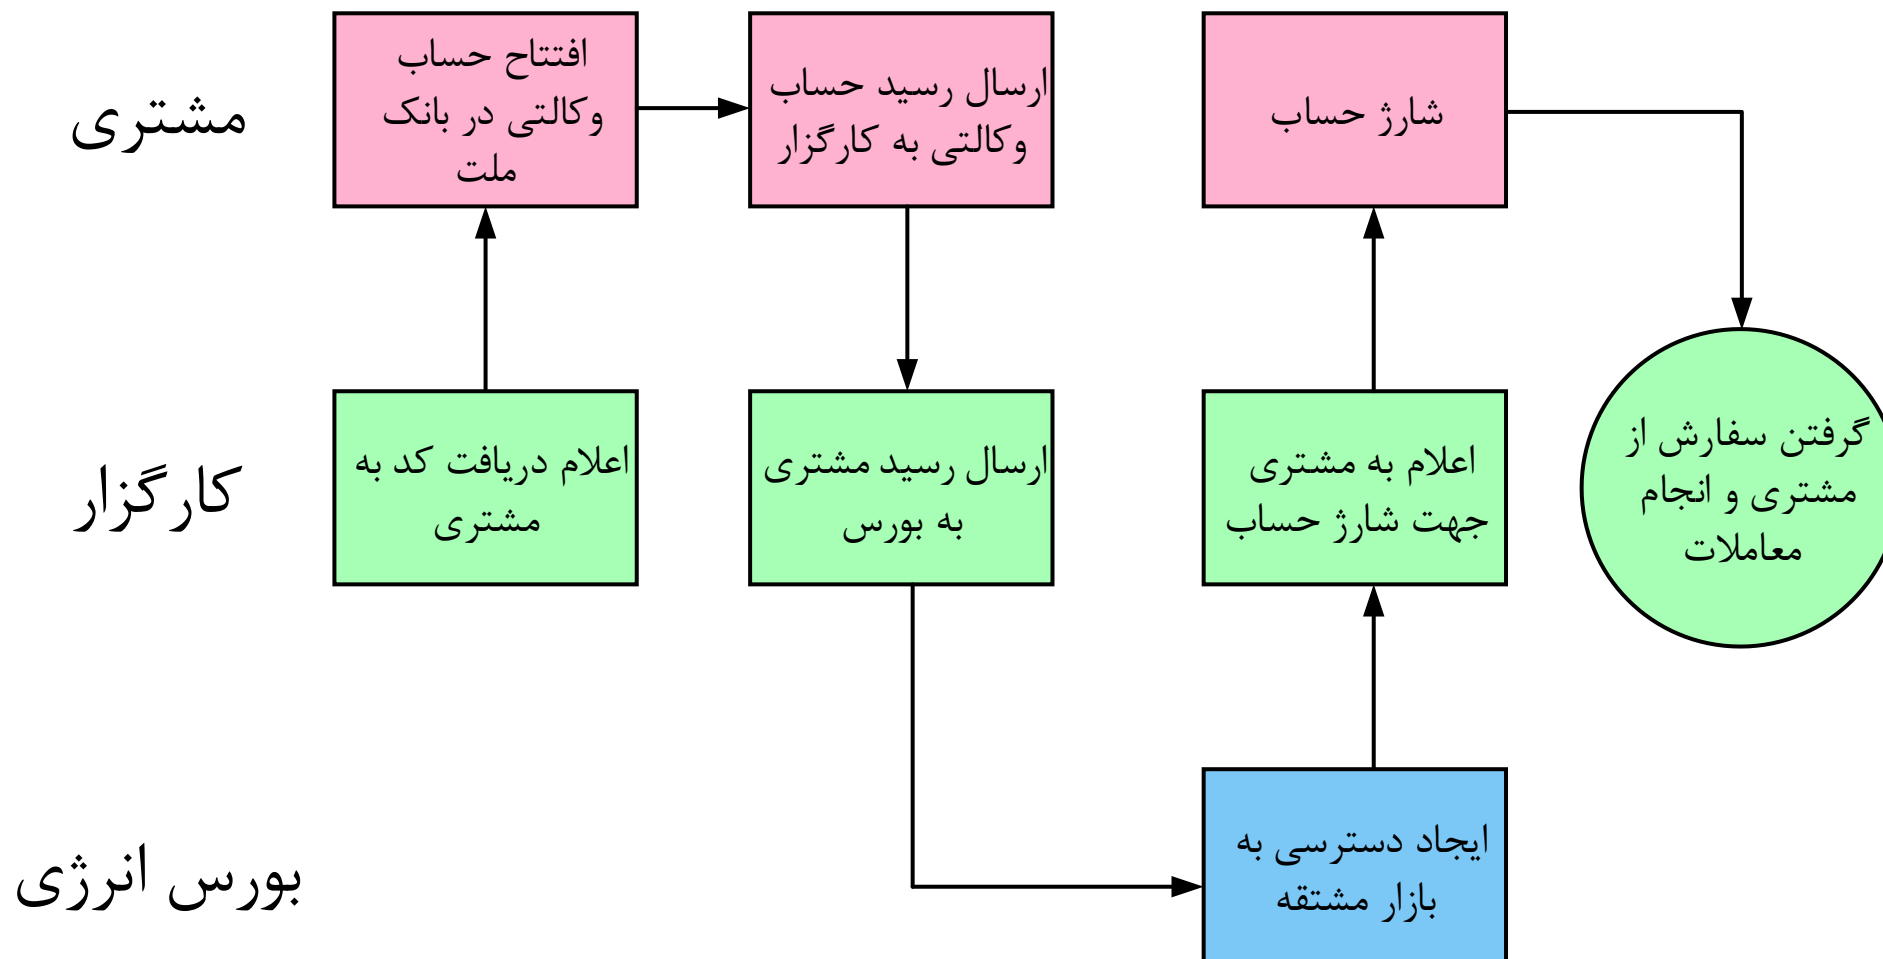 مشتری
افتتاح حساب
وکالتی در بانک
ملت
ارسال رسید حساب
وکالتی به کارگزار
شارژ حساب
کارگزار
اعلام دریافت کد به
مشتری
ارسال رسید مشتری
به بورس
اعلام به مشتری
جهت شارژ حساب
گرفتن سفارش از
مشتری و انجام
معاملات
بورس انرژی
ایجاد دسترسی به
بازار مشتقه